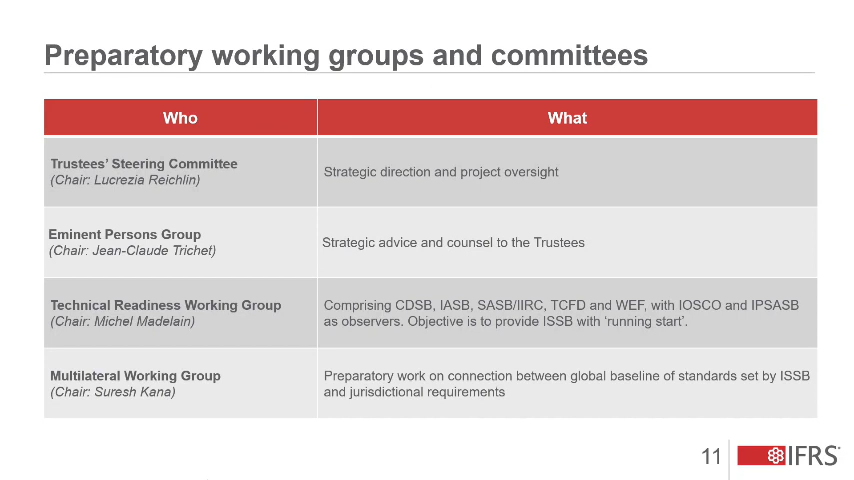 Preparatory working groups and committees
Who
What
Trustees’ Steering Committee
(Chair: Lucrezia Reichlin)
Strategic direction and project oversight
Eminent Persons Group
(Chair: Jean-Claude Trichet)
Strategic advice and counsel to the Trustees
Technical Readiness Working Group
(Chair: Michel Madelain)
Comprising CDSB, IASB, SASB/IIRC, TCFD and WEF, with IOSCO and IPSASB
as observers. Objective is to provide ISSB with ‘running start’.
Multilateral Working Group
(Chair: Suresh Kana)
Preparatory work on connection between global baseline of standards set by ISSB
and jurisdictional requirements
11
IFRS